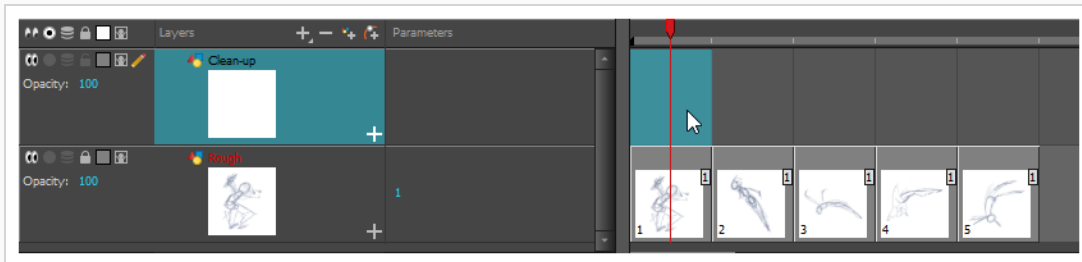 Layers Parameters
Clean-up
Opacity: 100
Rough
Opacity: 100
1
1 1 1 1 1
1 2 3 4 5